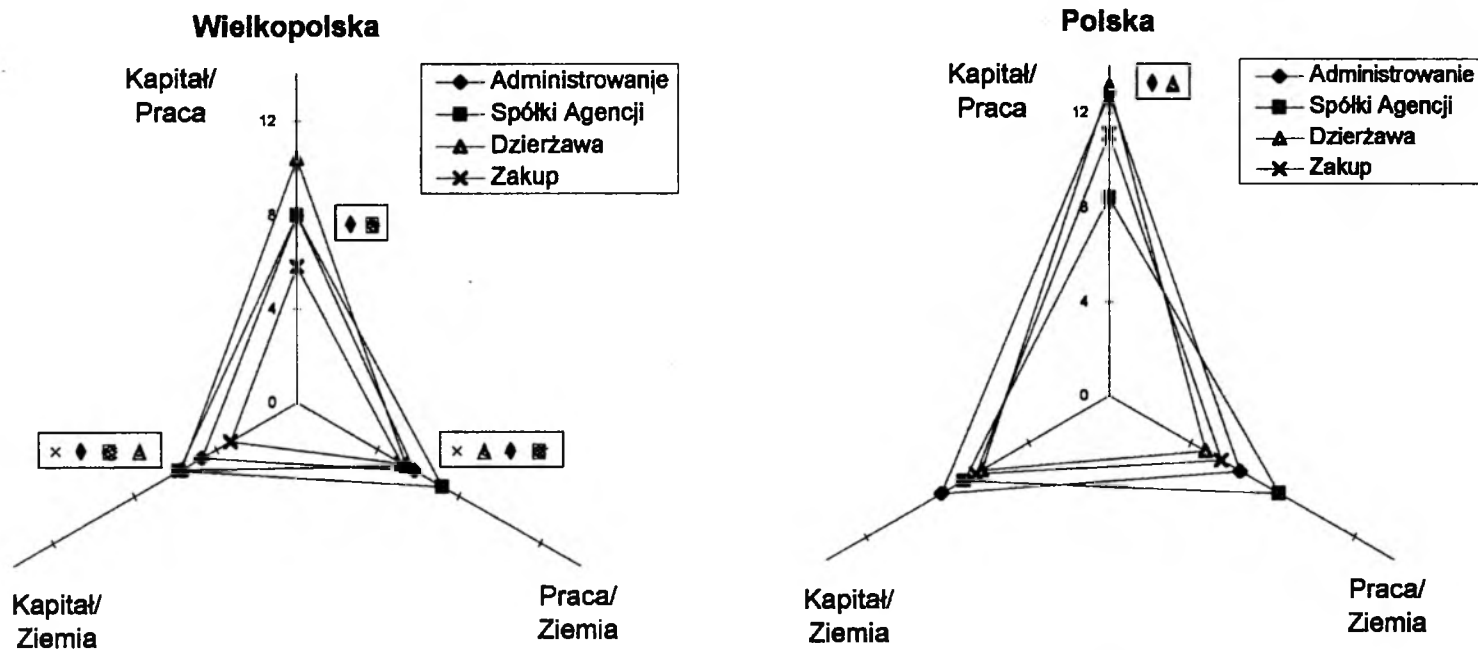 Wielkopolska
Kapitał/
Praca
12
8
4
0
Administrowanie
Spółki Agencji
Dzierżawa
Zakup
Kapitał/
Ziemia
Praca/
Ziemia
Polska
Kapitał/
Praca
12
8
4
0
Administrowanie
Spółki Agencji
Dzierżawa
Zakup
Kapitał/
Ziemia
Praca/
Ziemia